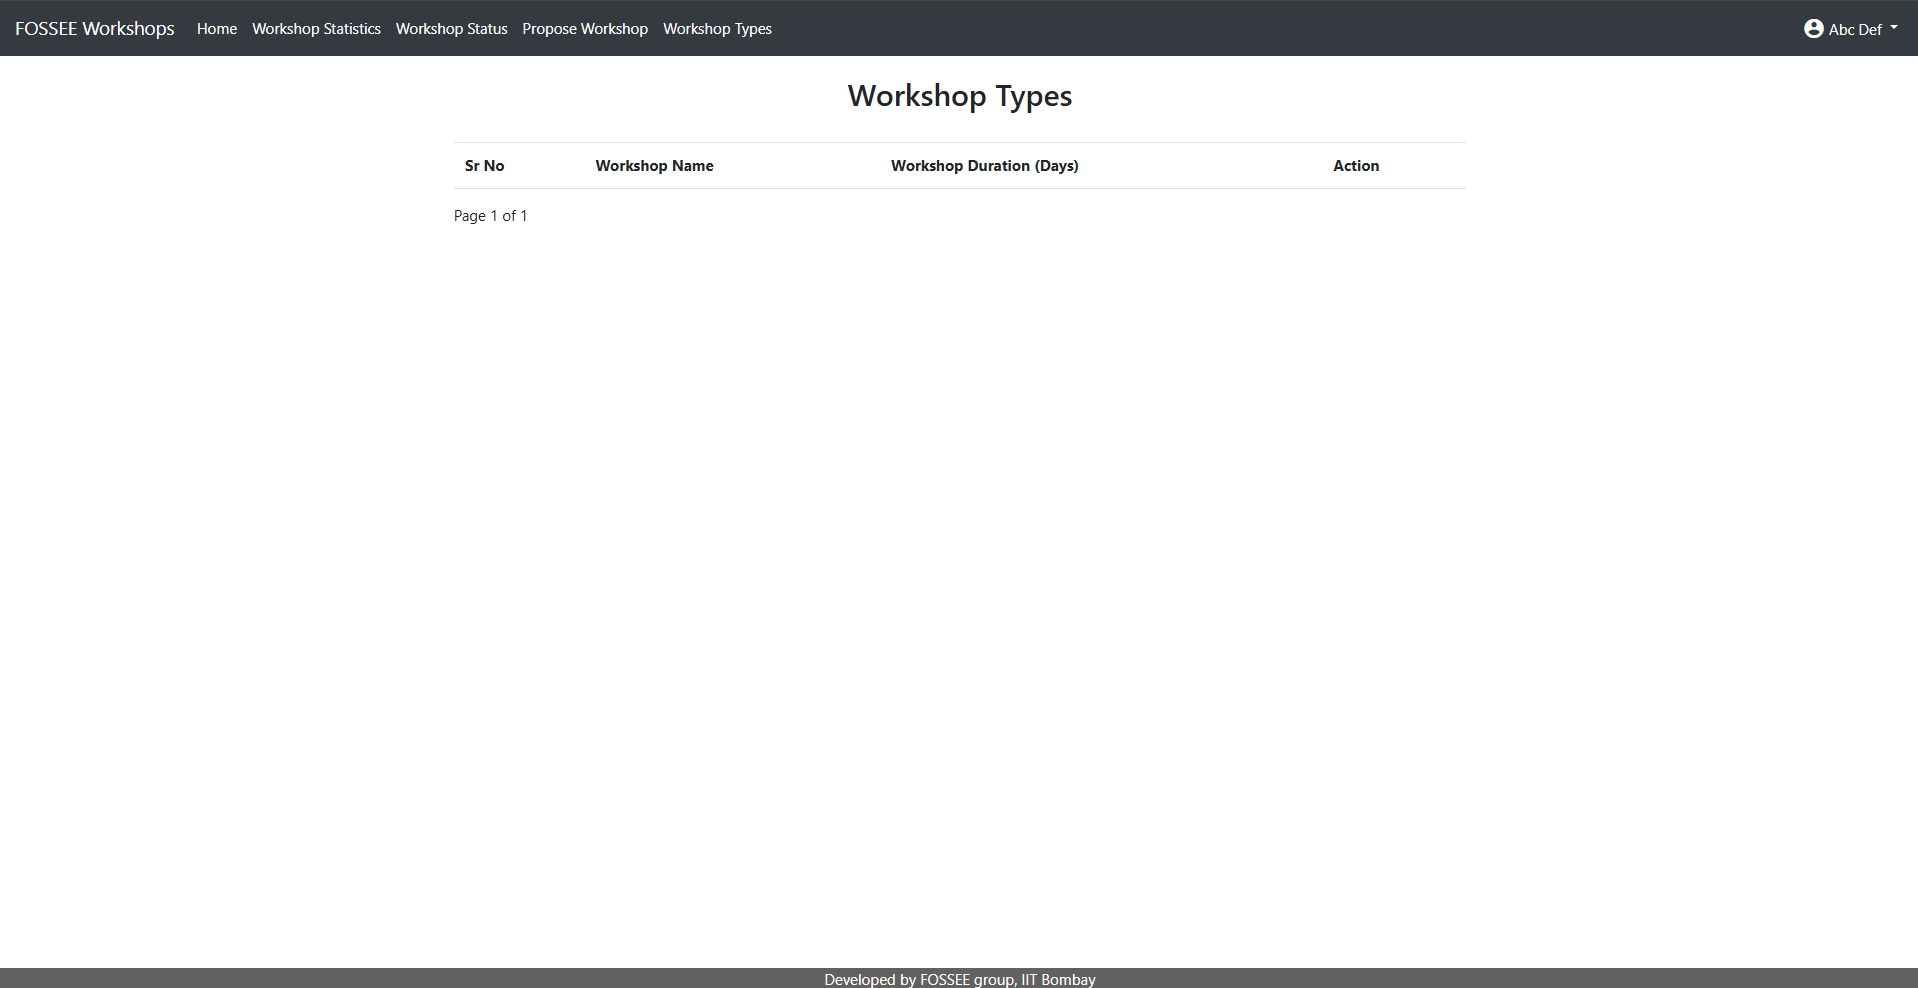 FOSSEE Workshops Home Workshop Statistics Workshop Status Propose Workshop Workshop Types Abc Def
Workshop Types
Sr No Workshop Name Workshop Duration (Days) Action
Page 1 of 1
Developed by FOSSEE group, IIT Bombay